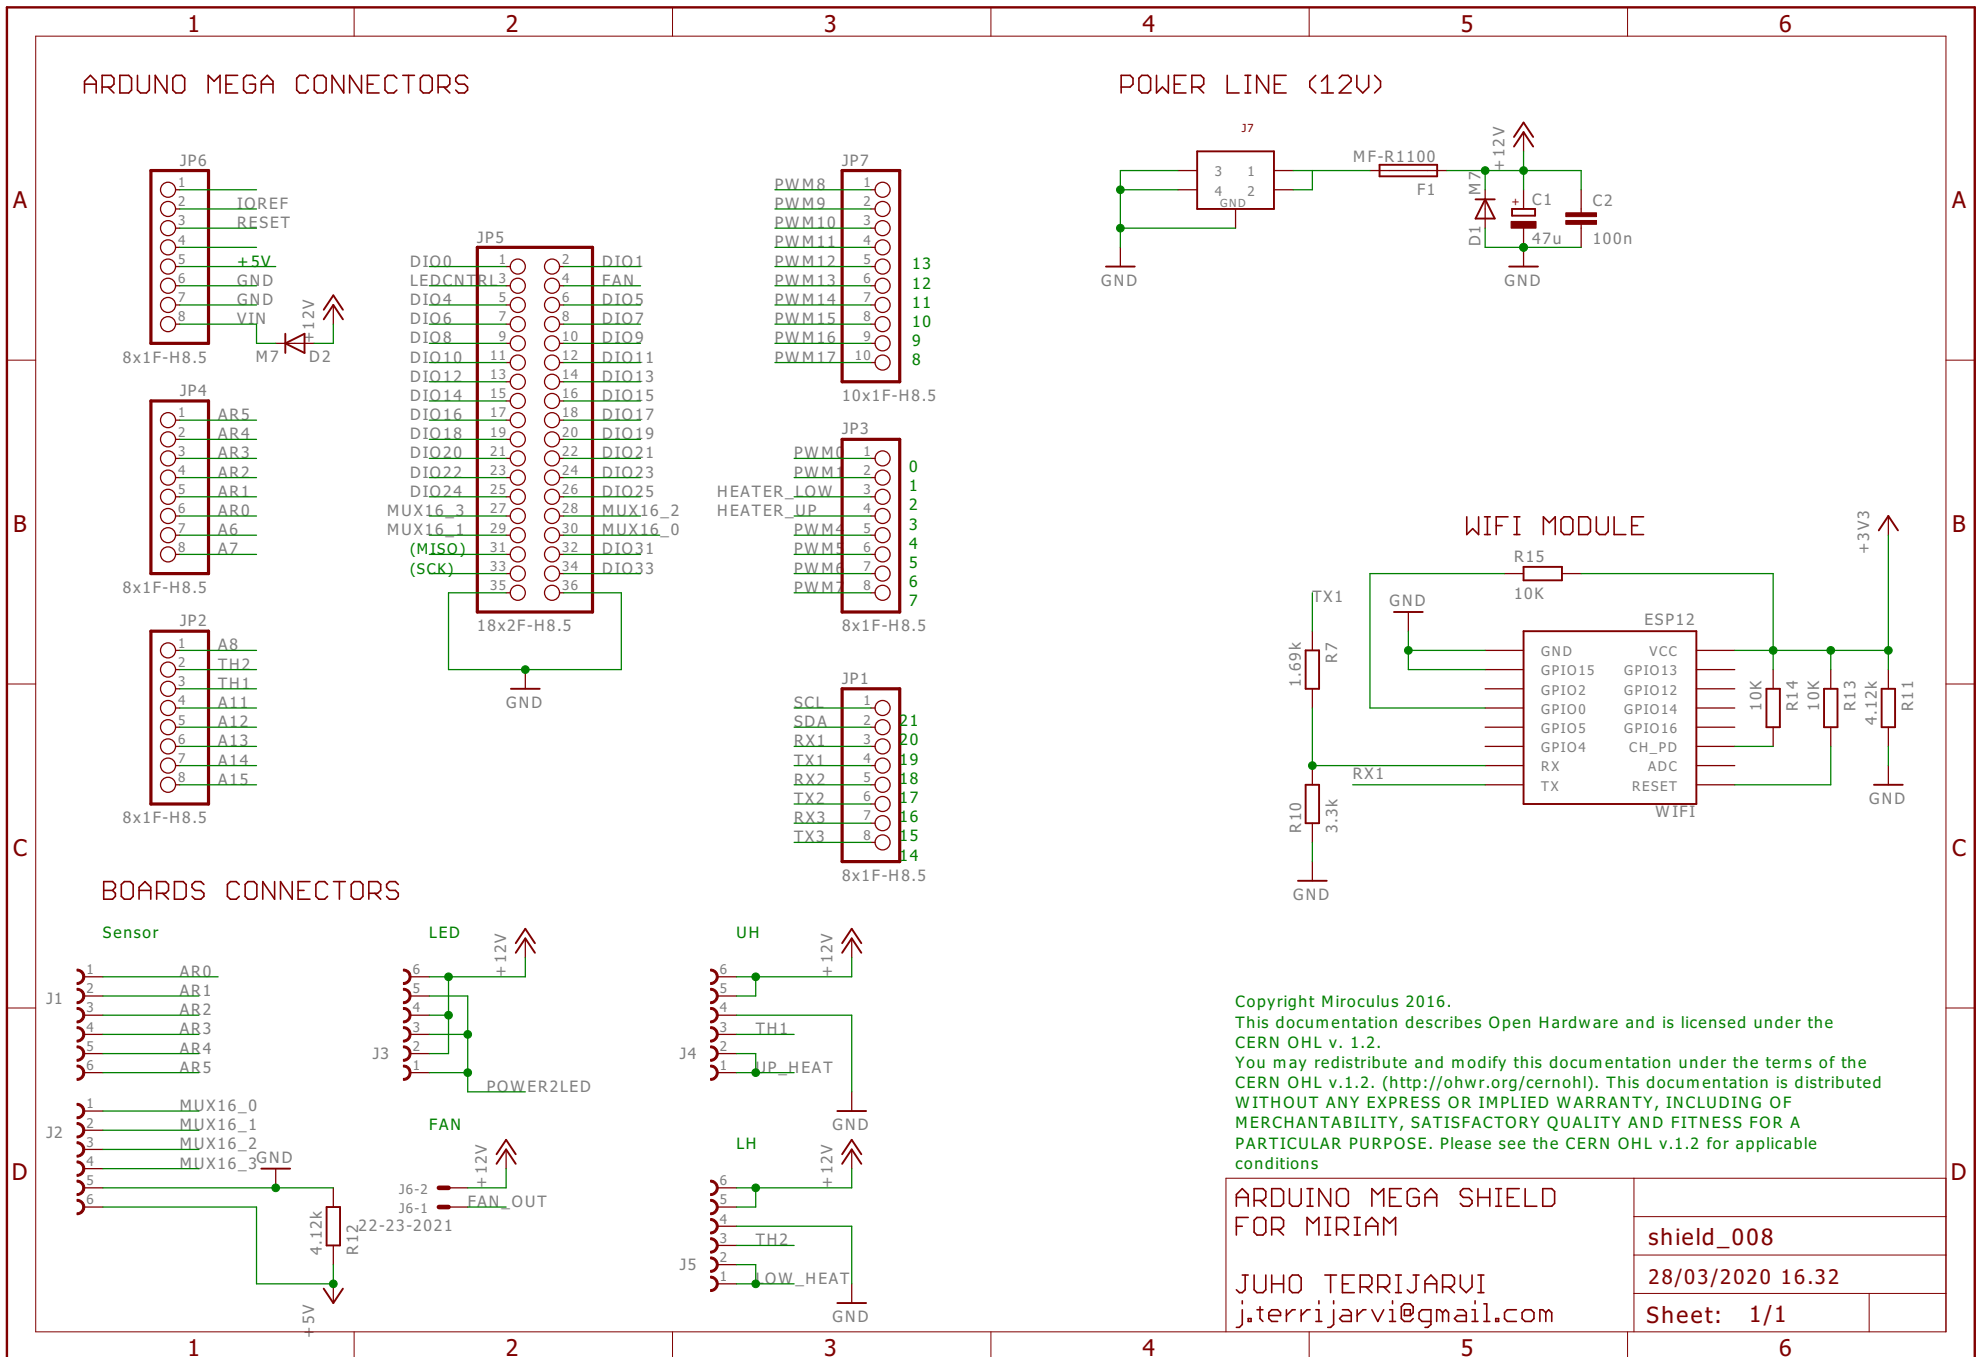 1 2 3 4 5 6
A
B
C
D
A
B
C
D
1 2 3 4 5 6
ARDUNO MEGA CONNECTORS
JP6
1
2 IOREF
3 RESET
4
5 +5V
6 GND
7 GND
8 VIN
8x1F-H8.5
M7 D2
+12V
JP4
1 AR5
2 AR4
3 AR3
4 AR2
5 AR1
6 AR0
7 A6
8 A7
8x1F-H8.5
JP2
1 A8
2 TH2
3 TH1
4 A11
5 A12
6 A13
7 A14
8 A15
8x1F-H8.5
JP5
DIO0 1 2 DIO1
LEDCNTRL 3 4 FAN
DIO4 5 6 DIO5
DIO6 7 8 DIO7
DIO8 9 10 DIO9
DIO10 11 12 DIO11
DIO12 13 14 DIO13
DIO14 15 16 DIO15
DIO16 17 18 DIO17
DIO18 19 20 DIO19
DIO20 21 22 DIO21
DIO22 23 24 DIO23
DIO24 25 26 DIO25
MUX16_3 27 28 MUX16_2
MUX16_1 29 30 MUX16_0
(MISO) 31 32 DIO31
(SCK) 33 34 DIO33
35 36
18x2F-H8.5
GND
JP7
PWM8 1
PWM9 2
PWM10 3
PWM11 4
PWM12 5 13
PWM13 6 12
PWM14 7 11
PWM15 8 10
PWM16 9 9
PWM17 10 8
10x1F-H8.5
JP3
PWM0 1 0
PWM1 2 1
HEATER_LOW 3 2
HEATER_UP 4 3
PWM4 5 4
PWM5 6 5
PWM6 7 6
PWM7 8 7
8x1F-H8.5
JP1
SCL 1 21
SDA 2 20
RX1 3 19
TX1 4 18
RX2 5 17
TX2 6 16
RX3 7 15
TX3 8 14
8x1F-H8.5
POWER LINE (12V)
J7
3 1
4 2
GND
GND
MF-R1100
F1
+12V
M7
D1
C1
47u
C2
100n
GND
WIFI MODULE
+3V3
R15
10K
TX1
GND
ESP12
GND VCC
GPIO15 GPIO13
GPIO2 GPIO12
GPIO0 GPIO14
GPIO5 GPIO16
GPIO4 CH_PD
RX ADC
TX RESET
WIFI
1.69k R7
RX1
R10 3.3k
GND
10K R14
10K R13
4.12k R11
GND
BOARDS CONNECTORS
Sensor
J1
1 AR0
2 AR1
3 AR2
4 AR3
5 AR4
6 AR5
J2
1 MUX16_0
2 MUX16_1
3 MUX16_2
4 MUX16_3
5
6
GND
4.12k R12
+5V
LED
+12V
J3
6
5
4
3
2
1
POWER2LED
FAN
+12V
J6-2
J6-1 FAN_OUT
22-23-2021
UH
+12V
J4
6
5
4
3 TH1
2
1 UP_HEAT
GND
LH
+12V
J5
6
5
4
3 TH2
2
1 LOW_HEAT
GND
Copyright Miroculus 2016.
This documentation describes Open Hardware and is licensed under the
CERN OHL v. 1.2.
You may redistribute and modify this documentation under the terms of the
CERN OHL v.1.2. (http://ohwr.org/cernohl). This documentation is distributed
WITHOUT ANY EXPRESS OR IMPLIED WARRANTY, INCLUDING OF
MERCHANTABILITY, SATISFACTORY QUALITY AND FITNESS FOR A
PARTICULAR PURPOSE. Please see the CERN OHL v.1.2 for applicable
conditions
ARDUINO MEGA SHIELD
FOR MIRIAM
JUHO TERRIJARVI
j.terrijarvi@gmail.com
shield_008
28/03/2020 16.32
Sheet: 1/1